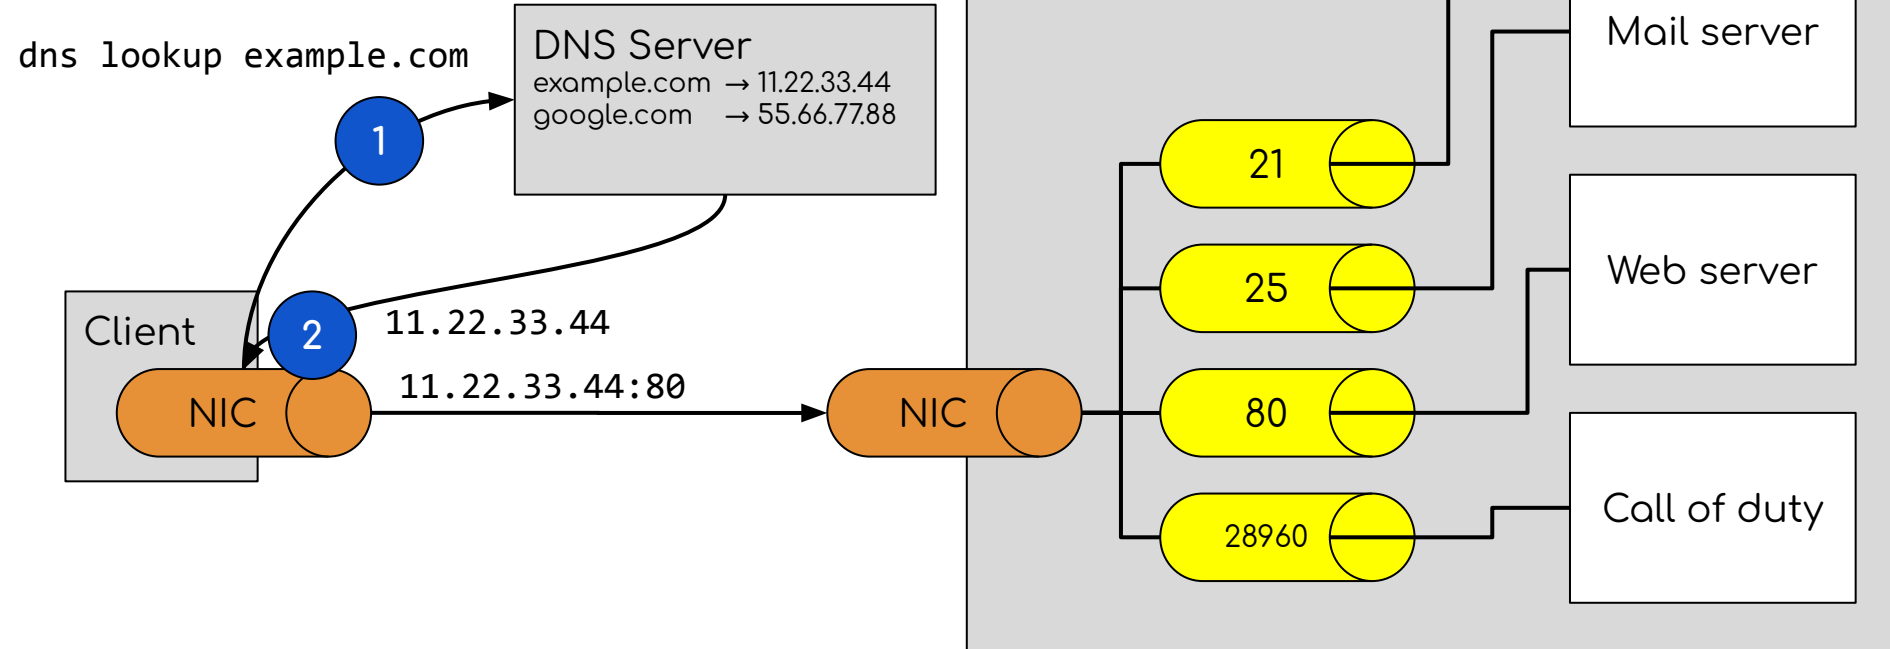 dns lookup example.com
DNS Server
example.com → 11.22.33.44
google.com → 55.66.77.88
1
Client
2
11.22.33.44
NIC
11.22.33.44:80
NIC
21
25
80
28960
Mail server
Web server
Call of duty